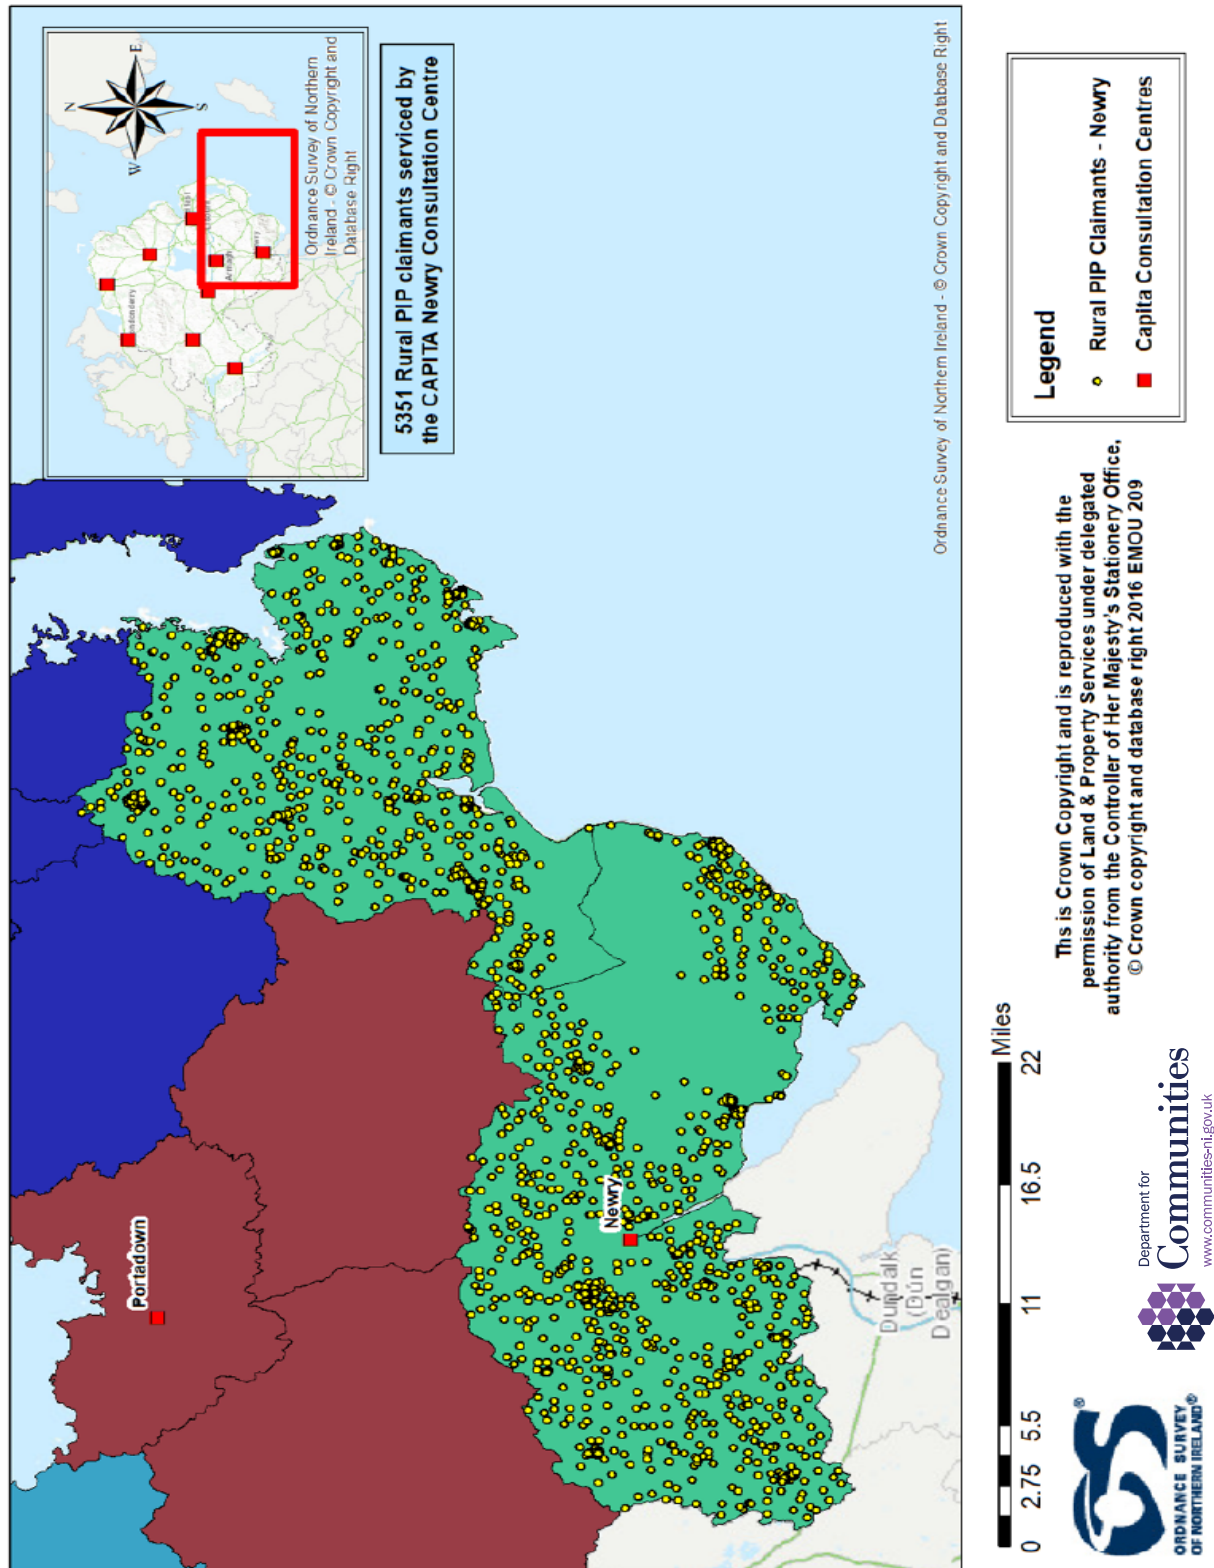 N
W
E
S
ondonderry
Armagh
Ordnance Survey of Northern
Ireland - © Crown Copyright and
Database Right
5351 Rural PIP claimants serviced by
the CAPITA Newry Consultation Centre
Portadown
Newry
Dundalk
(Dún
Dealgan)
Ordnance Survey of Northern Ireland - © Crown Copyright and Database Right
0 2.75 5.5 11 16.5 22
Miles
This is Crown Copyright and is reproduced with the
permission of Land & Property Services under delegated
authority from the Controller of Her Majesty's Stationery Office,
© Crown copyright and database right 2016 EMOU 209
Legend
Rural PIP Claimants - Newry
Capita Consultation Centres
®
ORDNANCE SURVEY
OF NORTHERN IRELAND®
Department for
Communities
www.communities-ni.gov.uk